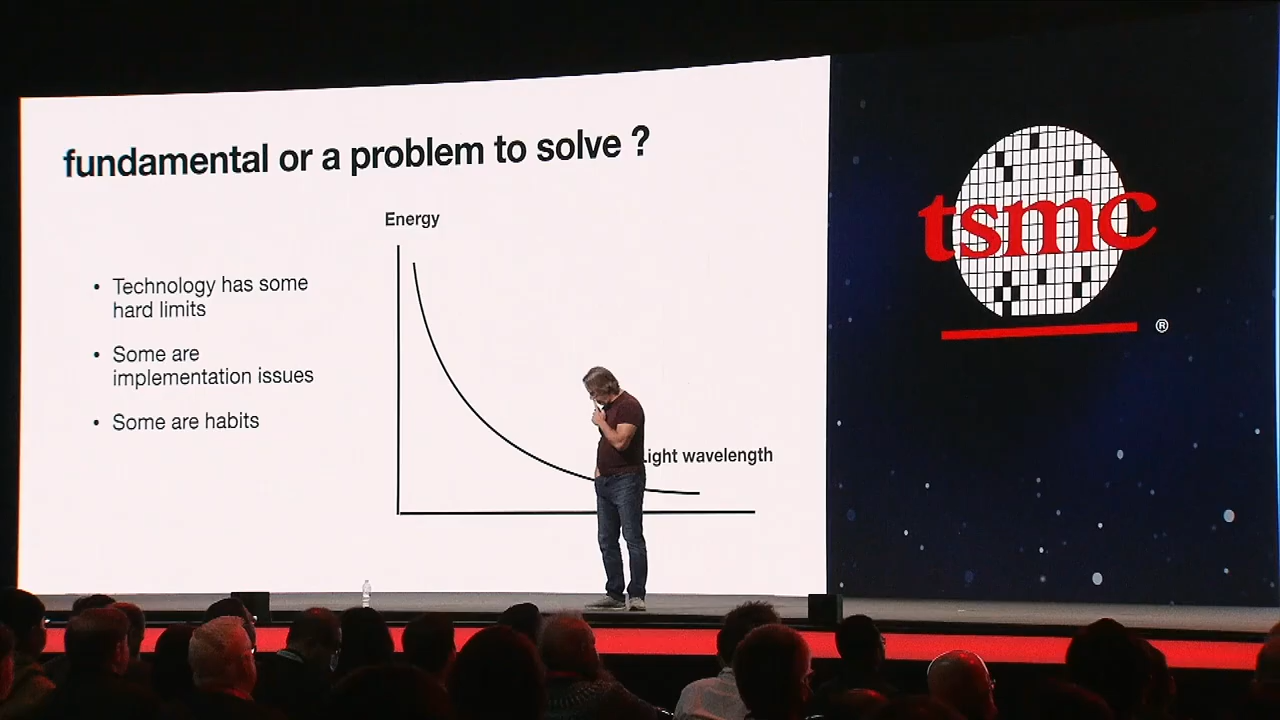 fundamental or a problem to solve ?
Energy
• Technology has some
hard limits
• Some are
implementation issues
• Some are habits
Light wavelength
tsmc
®